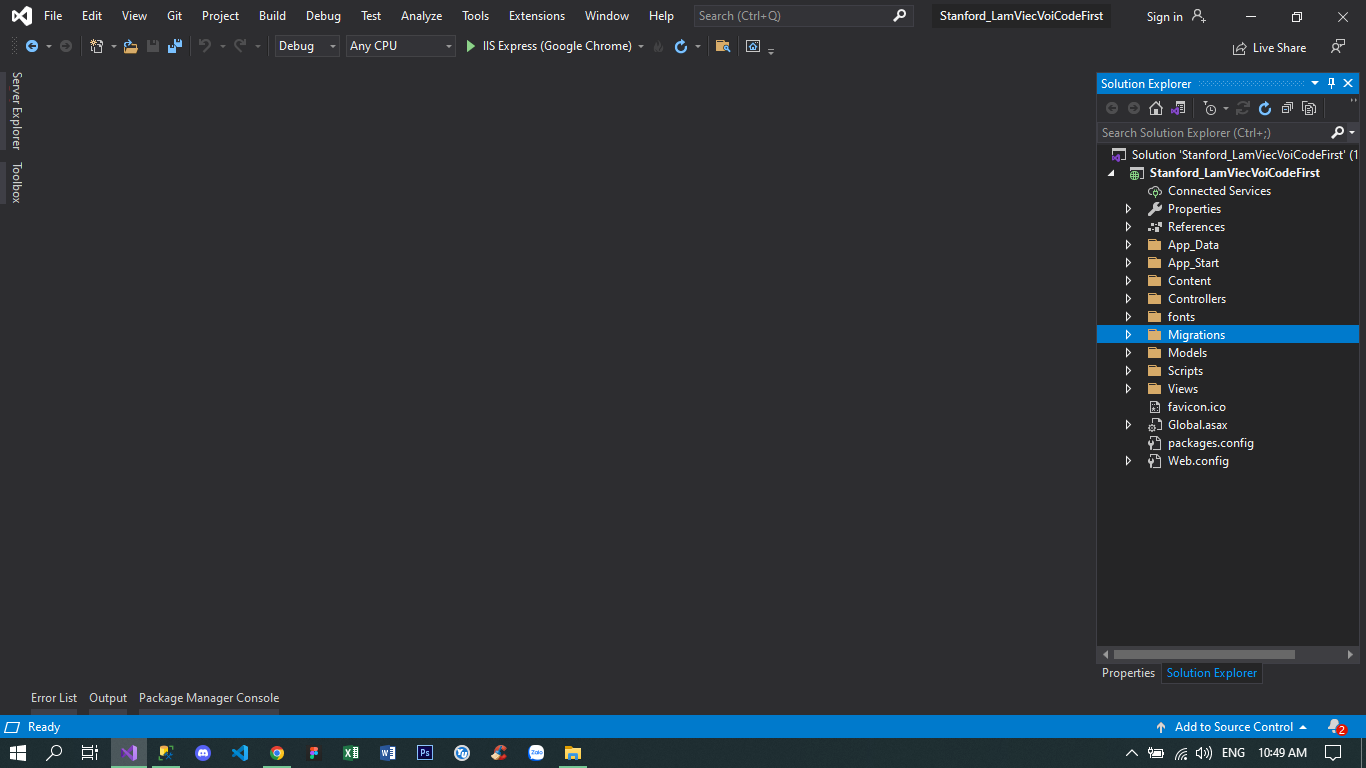 File Edit View Git Project Build Debug Test Analyze Tools Extensions Window Help Search (Ctrl+Q) Stanford_LamViecVoiCodeFirst Sign in
Debug Any CPU IIS Express (Google Chrome) Live Share
Server Explorer
Toolbox
Solution Explorer
Search Solution Explorer (Ctrl+;)
Solution 'Stanford_LamViecVoiCodeFirst' (1
Stanford_LamViecVoiCodeFirst
Connected Services
Properties
References
App_Data
App_Start
Content
Controllers
fonts
Migrations
Models
Scripts
Views
favicon.ico
Global.asax
packages.config
Web.config
Properties Solution Explorer
Error List Output Package Manager Console
Ready Add to Source Control 2
Ps Zalo ENG 10:49 AM